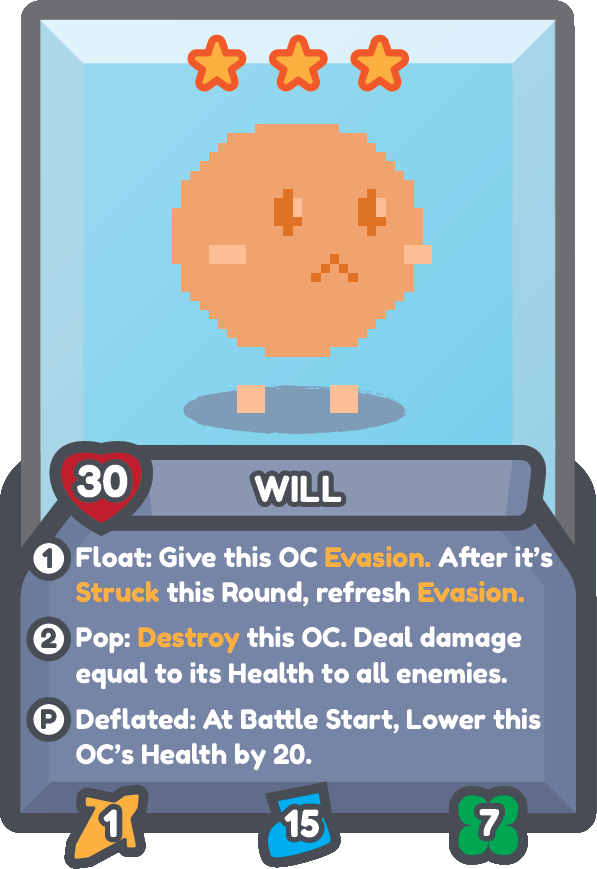 30
WILL
1 Float: Give this OC Evasion. After it's
Struck this Round, refresh Evasion.
2 Pop: Destroy this OC. Deal damage
equal to its Health to all enemies.
P Deflated: At Battle Start, Lower this
OC's Health by 20.
1 15 7